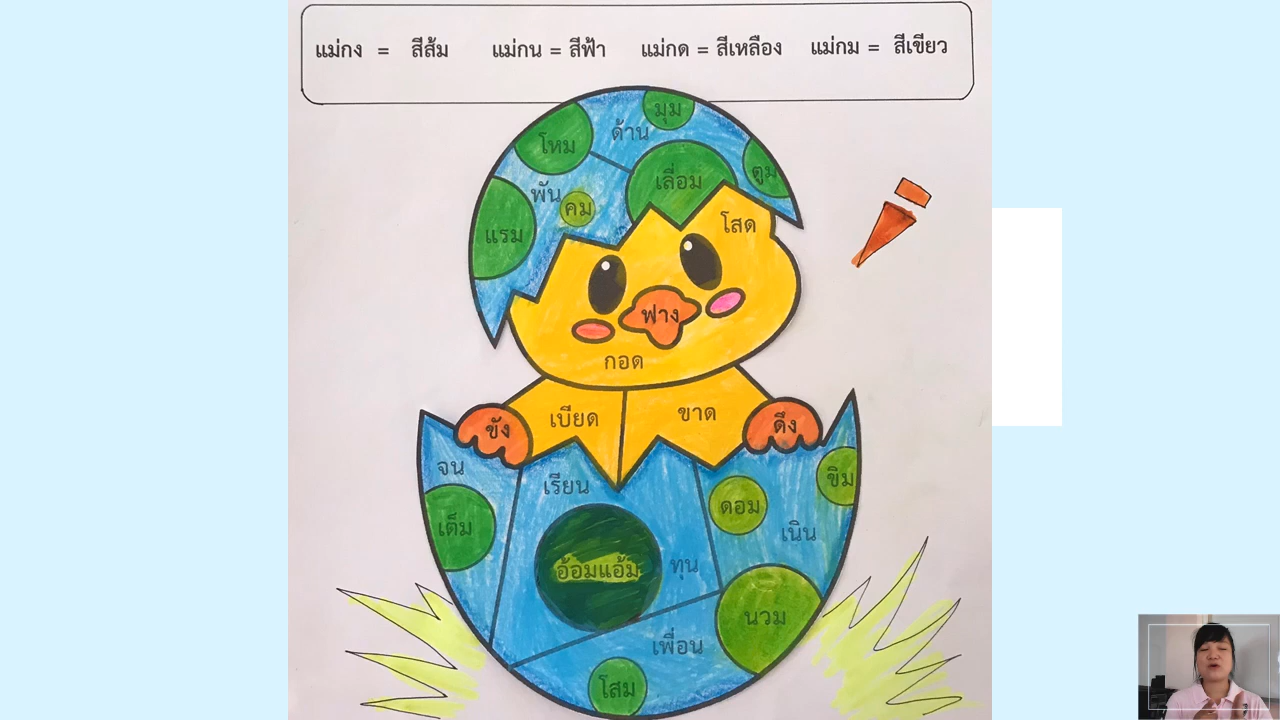 แม่กง = สีส้ม แม่กน = สีฟ้า แม่กด = สีเหลือง แม่กม = สีเขียว
มุม
ด้าน
โหม
ตูม
เลื่อม
พัน
คม
โสด
แรม
ฟาง
กอด
เบียด
ขาด
ขัง
ดึง
จน
เรียน
ขิม
ดอม
เต็ม
เนิน
อ้อมแอ้ม
ทุน
นวม
เพื่อน
โสม